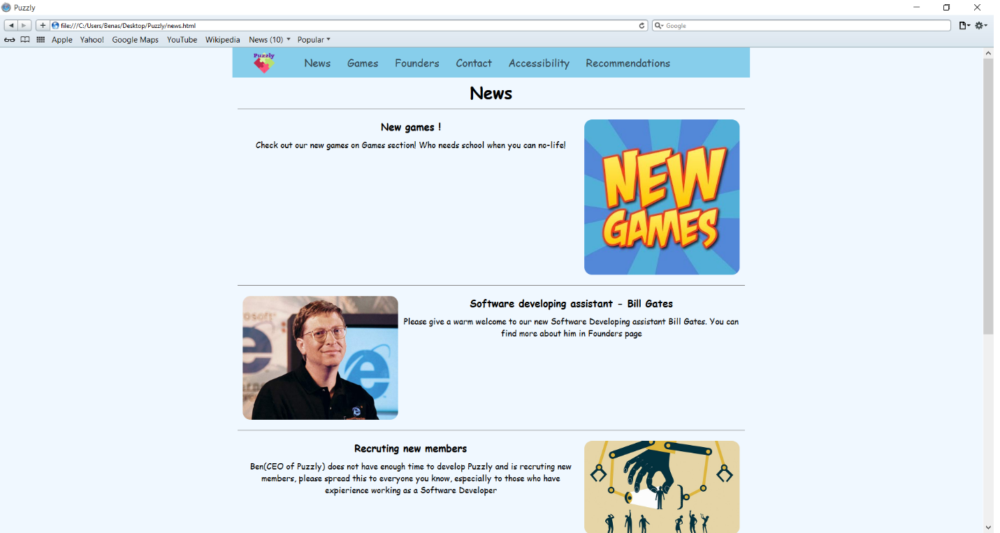 Puzzly
file:///C:/Users/Benas/Desktop/Puzzly/news.html
Google
Apple Yahoo! Google Maps YouTube Wikipedia News (10) Popular
Puzzly
News Games Founders Contact Accessibility Recommendations
News
New games !
Check out our new games on Games section! Who needs school when you can no-life!
NEW
GAMES
Software developing assistant - Bill Gates
Please give a warm welcome to our new Software Developing assistant Bill Gates. You can
find more about him in Founders page
Recruting new members
Ben(CEO of Puzzly) does not have enough time to develop Puzzly and is recruting new
members, please spread this to everyone you know, especially to those who have
expierience working as a Software Developer